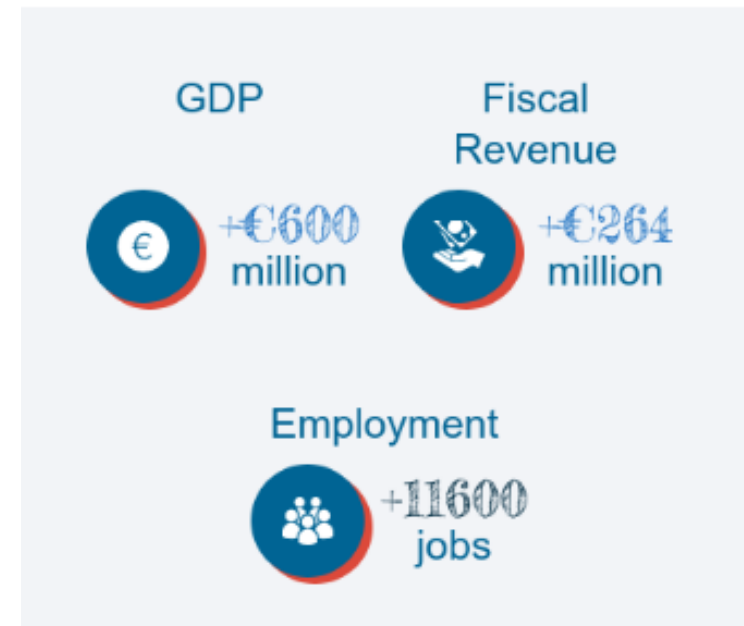 GDP
+€600
million
Fiscal
Revenue
+€264
million
Employment
+11600
jobs